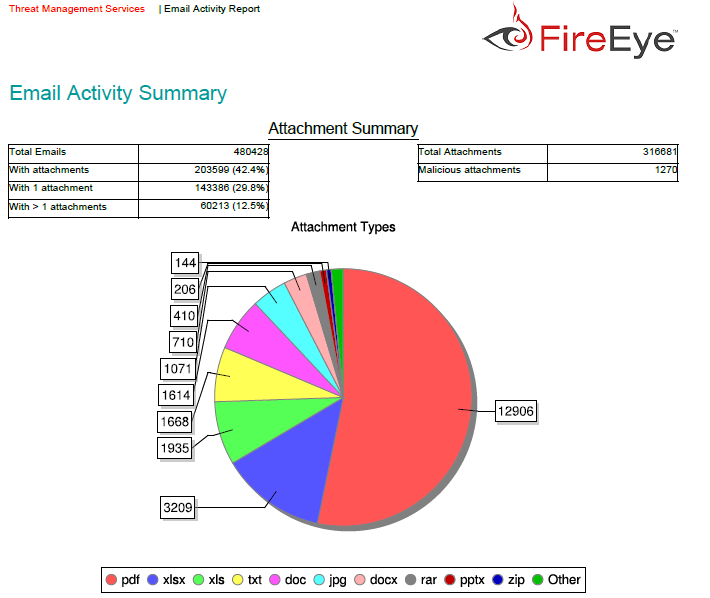 Threat Management Services | Email Activity Report
FireEye™
Email Activity Summary
Attachment Summary
Total Emails 480428
With attachments 203599 (42.4%)
With 1 attachment 143386 (29.8%)
With > 1 attachments 60213 (12.5%)
Total Attachments 316681
Malicious attachments 1270
Attachment Types
144
206
410
710
1071
1614
1668
1935
3209
12906
pdf xlsx xls txt doc jpg docx rar pptx zip Other